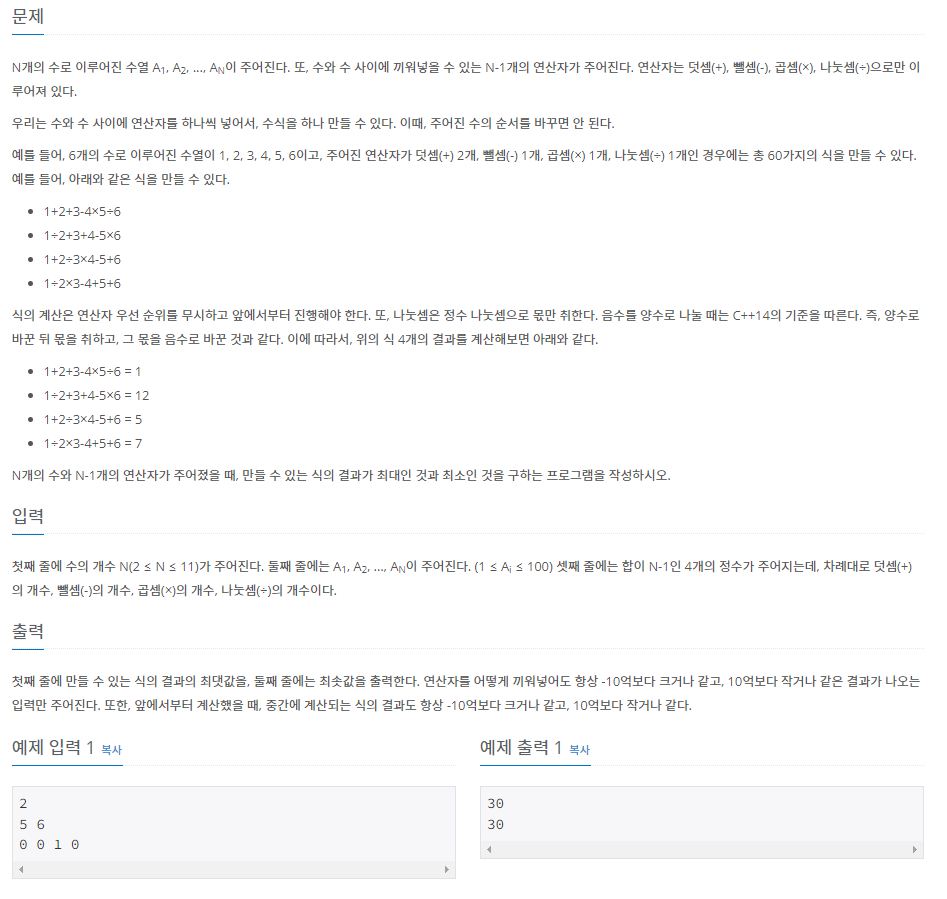 문제
N개의 수로 이루어진 수열 A1, A2, ..., AN이 주어진다. 또, 수와 수 사이에 끼워넣을 수 있는 N-1개의 연산자가 주어진다. 연산자는 덧셈(+), 뺄셈(-), 곱셈(×), 나눗셈(÷)으로만 이
루어져 있다.
우리는 수와 수 사이에 연산자를 하나씩 넣어서, 수식을 하나 만들 수 있다. 이때, 주어진 수의 순서를 바꾸면 안 된다.
예를 들어, 6개의 수로 이루어진 수열이 1, 2, 3, 4, 5, 6이고, 주어진 연산자가 덧셈(+) 2개, 뺄셈(-) 1개, 곱셈(×) 1개, 나눗셈(÷) 1개인 경우에는 총 60가지의 식을 만들 수 있다.
예를 들어, 아래와 같은 식을 만들 수 있다.
• 1+2+3-4×5÷6
• 1÷2+3+4-5×6
• 1+2÷3×4-5+6
• 1÷2×3-4+5+6
식의 계산은 연산자 우선 순위를 무시하고 앞에서부터 진행해야 한다. 또, 나눗셈은 정수 나눗셈으로 몫만 취한다. 음수를 양수로 나눌 때는 C++14의 기준을 따른다. 즉, 양수로
바꾼 뒤 몫을 취하고, 그 몫을 음수로 바꾼 것과 같다. 이에 따라서, 위의 식 4개의 결과를 계산해보면 아래와 같다.
• 1+2+3-4×5÷6 = 1
• 1÷2+3+4-5×6 = 12
• 1+2÷3×4-5+6 = 5
• 1÷2×3-4+5+6 = 7
N개의 수와 N-1개의 연산자가 주어졌을 때, 만들 수 있는 식의 결과가 최대인 것과 최소인 것을 구하는 프로그램을 작성하시오.
입력
첫째 줄에 수의 개수 N(2 ≤ N ≤ 11)가 주어진다. 둘째 줄에는 A1, A2, ..., AN이 주어진다. (1 ≤ Ai ≤ 100) 셋째 줄에는 합이 N-1인 4개의 정수가 주어지는데, 차례대로 덧셈(+)
의 개수, 뺄셈(-)의 개수, 곱셈(×)의 개수, 나눗셈(÷)의 개수이다.
출력
첫째 줄에 만들 수 있는 식의 결과의 최댓값을, 둘째 줄에는 최솟값을 출력한다. 연산자를 어떻게 끼워넣어도 항상 -10억보다 크거나 같고, 10억보다 작거나 같은 결과가 나오는
입력만 주어진다. 또한, 앞에서부터 계산했을 때, 중간에 계산되는 식의 결과도 항상 -10억보다 크거나 같고, 10억보다 작거나 같다.
예제 입력 1 복사
2
5 6
0 0 1 0
예제 출력 1 복사
30
30